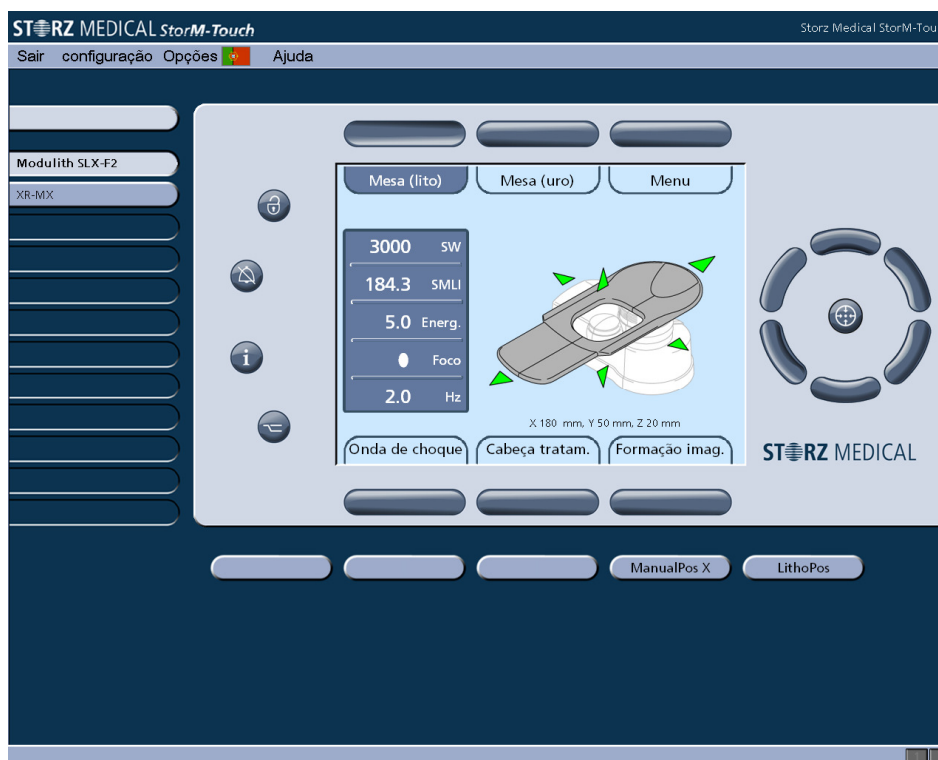 STORZ MEDICAL StorM-Touch
Storz Medical StorM-Tou
Sair configuração Opções Ajuda
Modulith SLX-F2
XR-MX
Mesa (lito) Mesa (uro) Menu
3000 SW
184.3 SMLI
5.0 Energ.
Foco
2.0 Hz
X 180 mm, Y 50 mm, Z 20 mm
Onda de choque Cabeça tratam. Formação imag.
i
STORZ MEDICAL
ManualPos X LithoPos